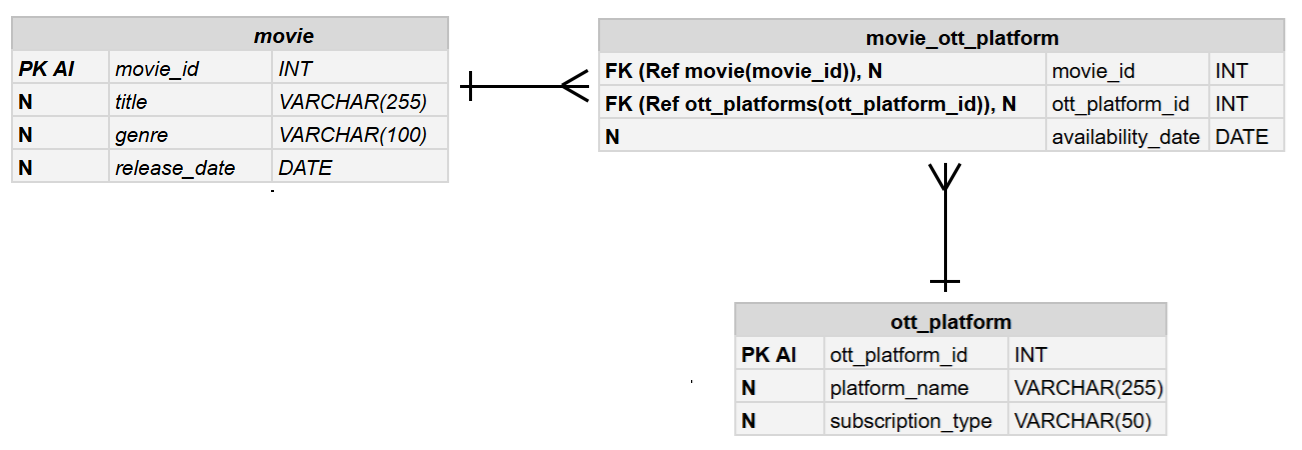 movie
PK AI movie_id INT
N title VARCHAR(255)
N genre VARCHAR(100)
N release_date DATE
movie_ott_platform
FK (Ref movie(movie_id)), N movie_id INT
FK (Ref ott_platforms(ott_platform_id)), N ott_platform_id INT
N availability_date DATE
ott_platform
PK AI ott_platform_id INT
N platform_name VARCHAR(255)
N subscription_type VARCHAR(50)